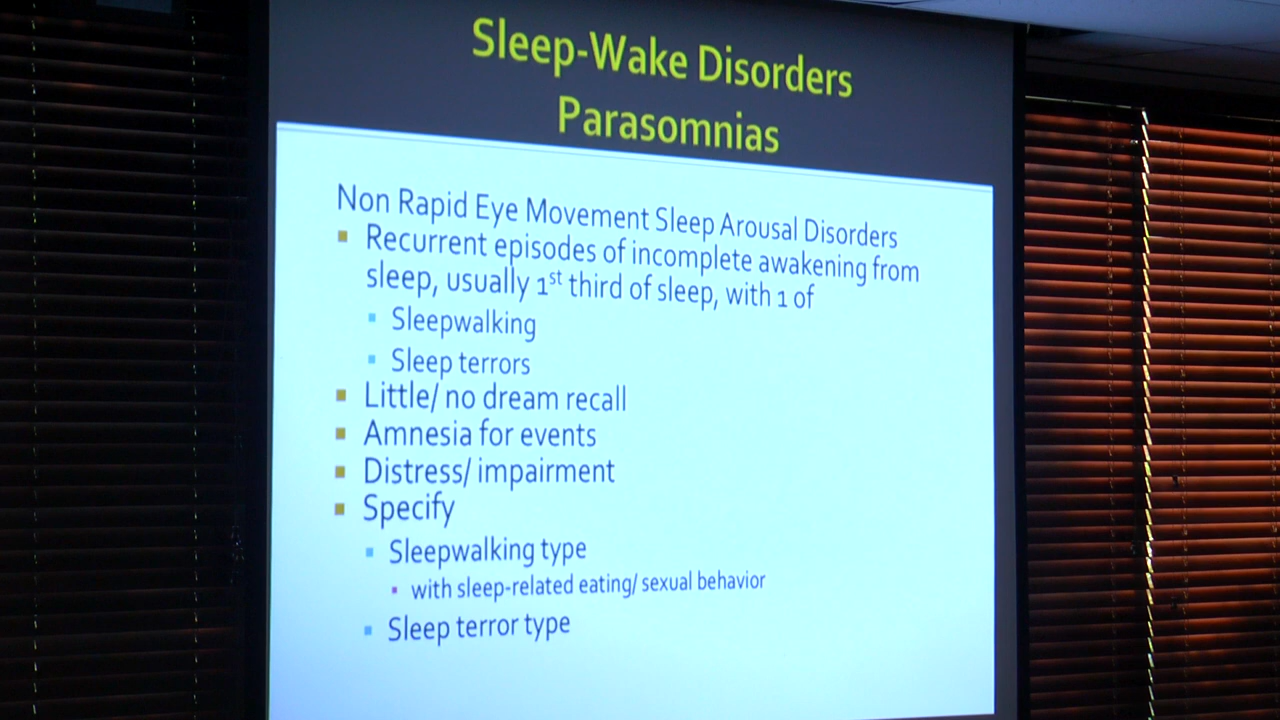 Sleep-Wake Disorders
Parasomnias
Non Rapid Eye Movement Sleep Arousal Disorders
Recurrent episodes of incomplete awakening from
sleep, usually 1st third of sleep, with 1 of
Sleepwalking
Sleep terrors
Little/ no dream recall
Amnesia for events
Distress/ impairment
Specify
Sleepwalking type
with sleep-related eating/ sexual behavior
Sleep terror type